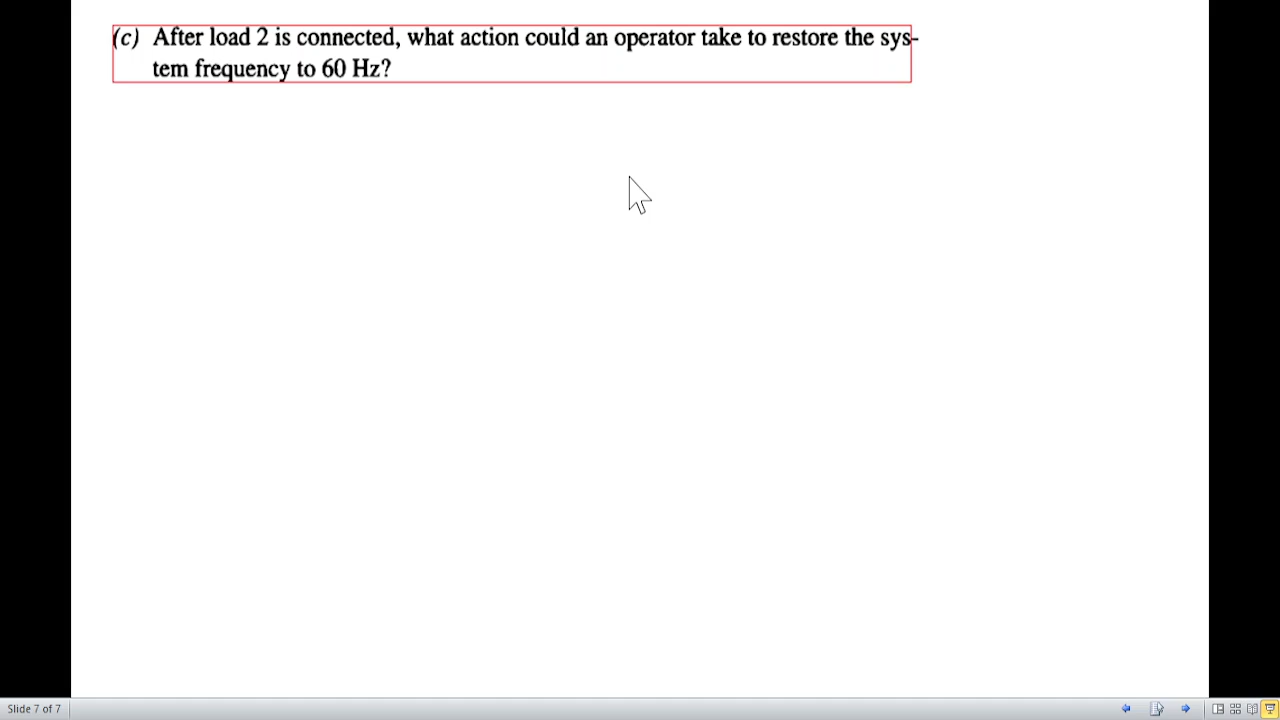 (c) After load 2 is connected, what action could an operator take to restore the sys-
tem frequency to 60 Hz?
Slide 7 of 7